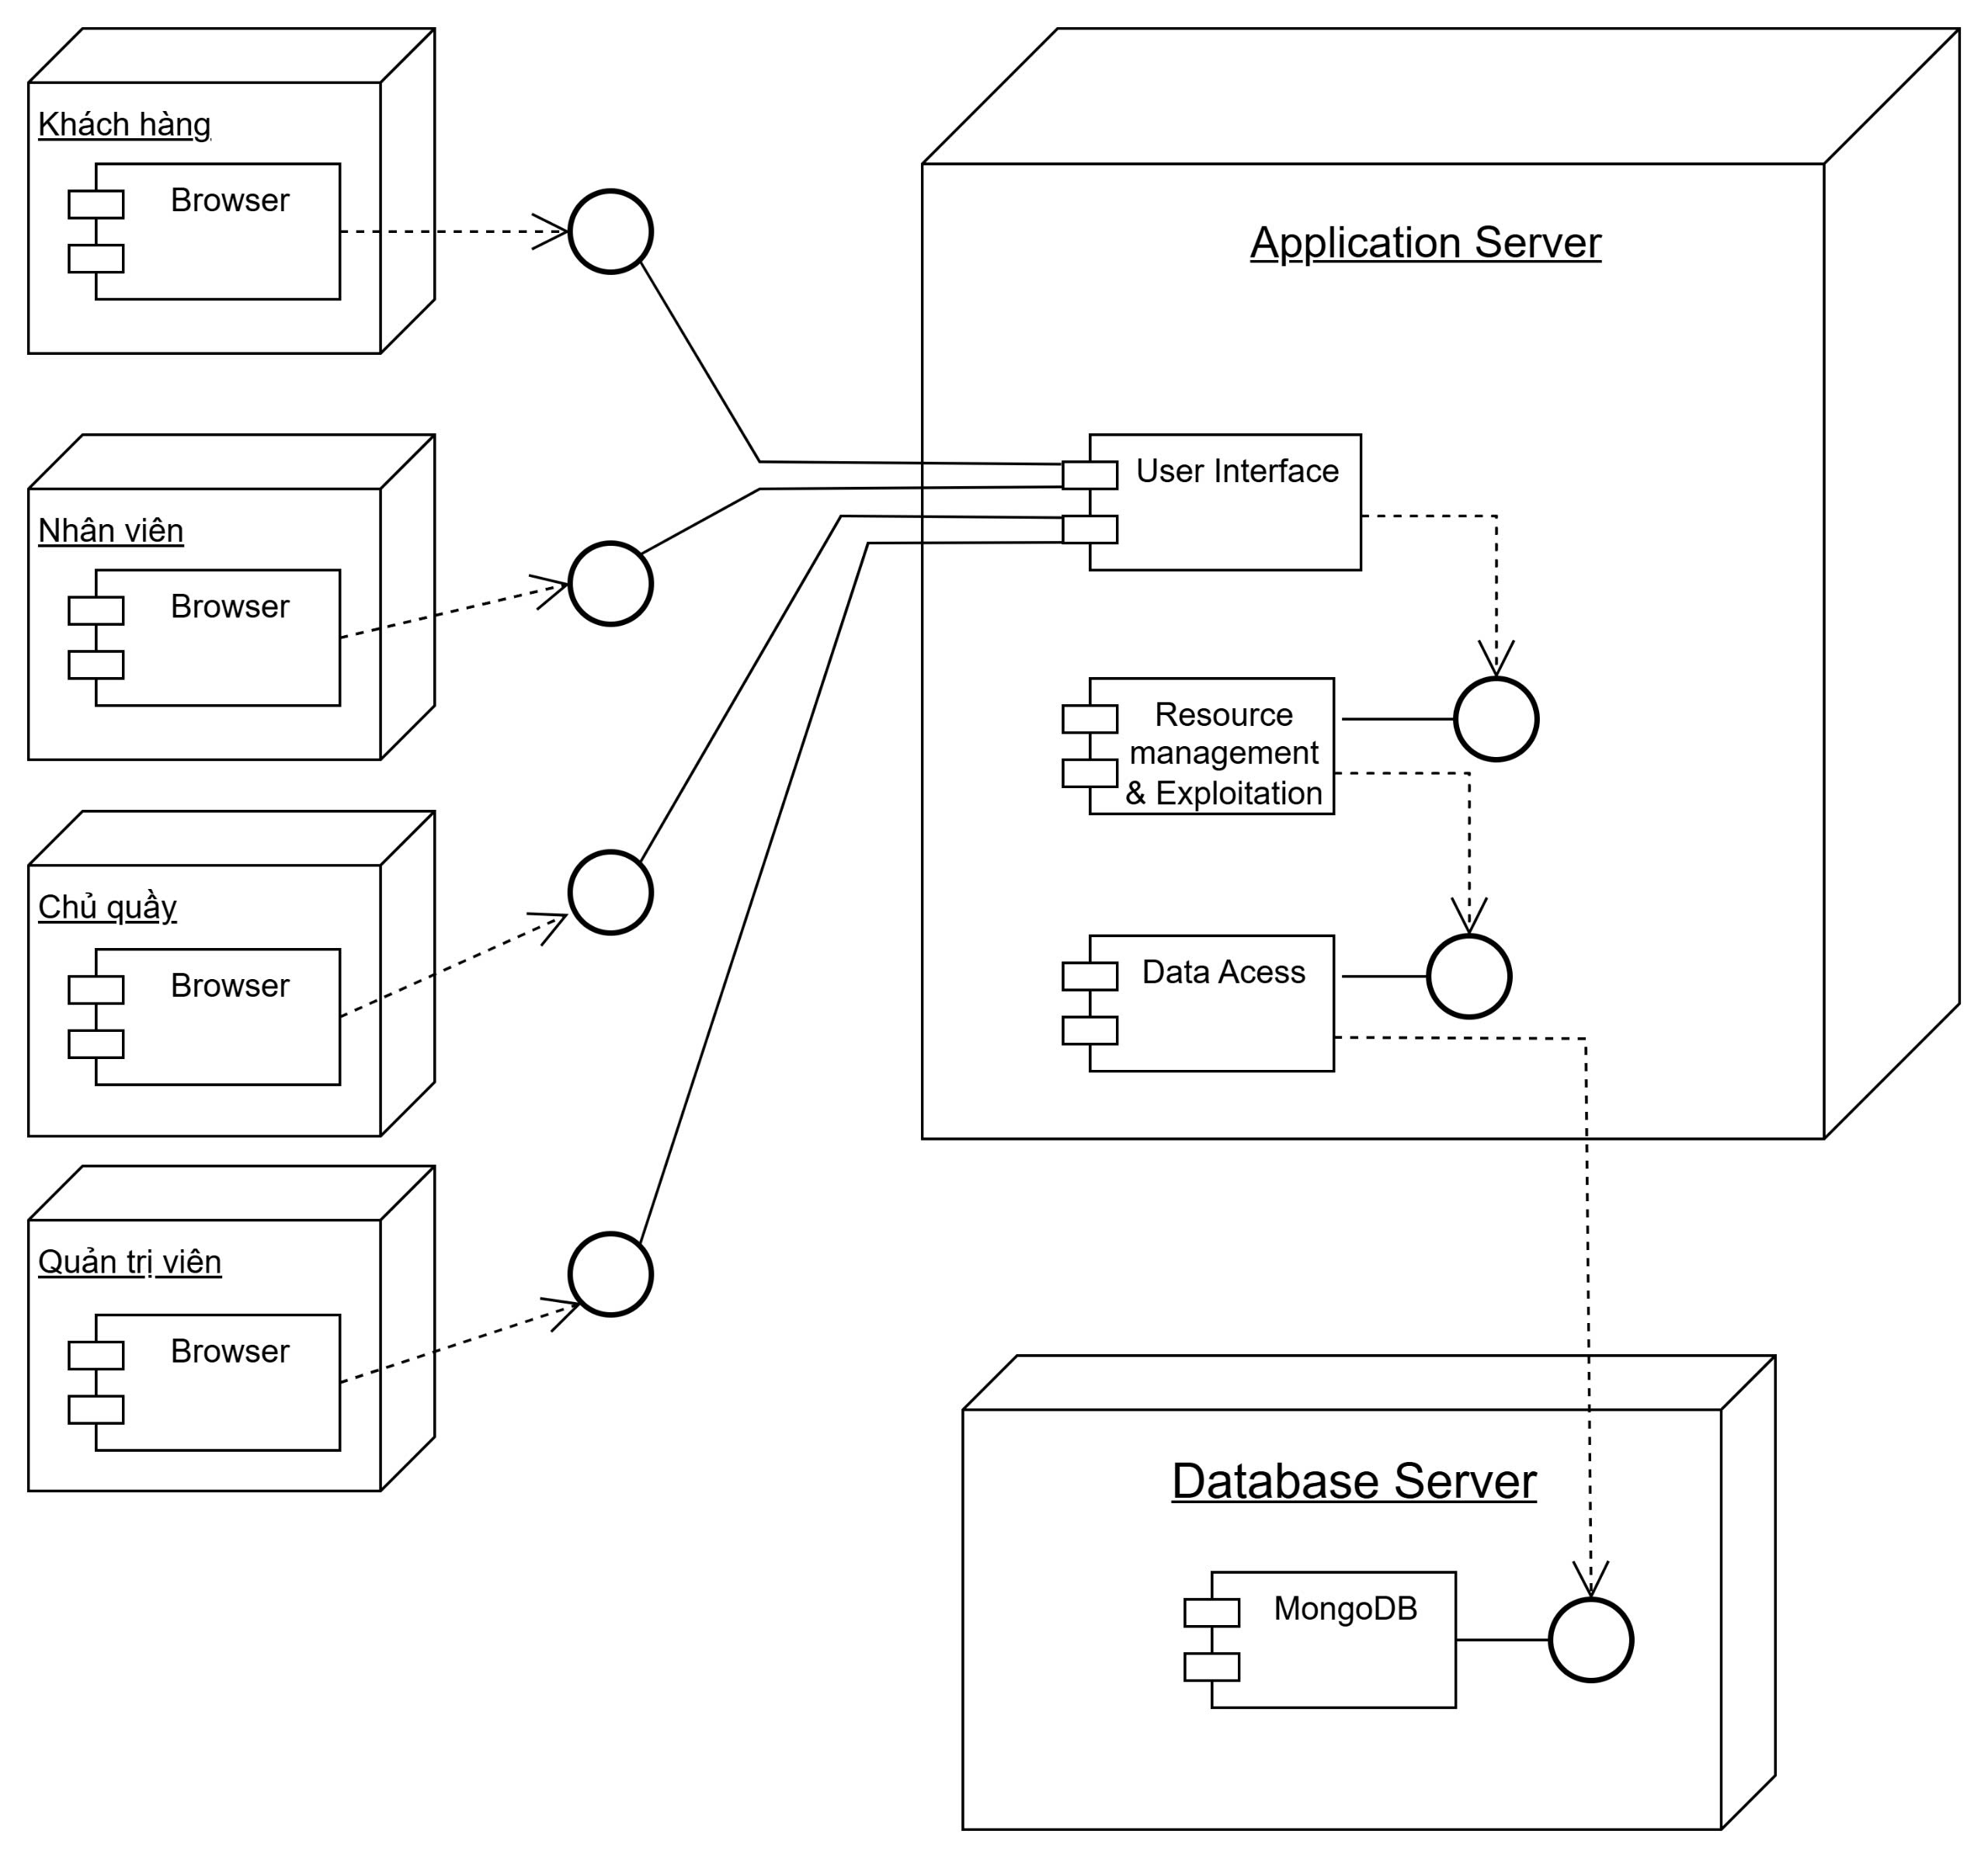 Khách hàng
Browser
Nhân viên
Browser
Chủ quầy
Browser
Quản trị viên
Browser
Application Server
User Interface
Resource
management
& Exploitation
Data Acess
Database Server
MongoDB